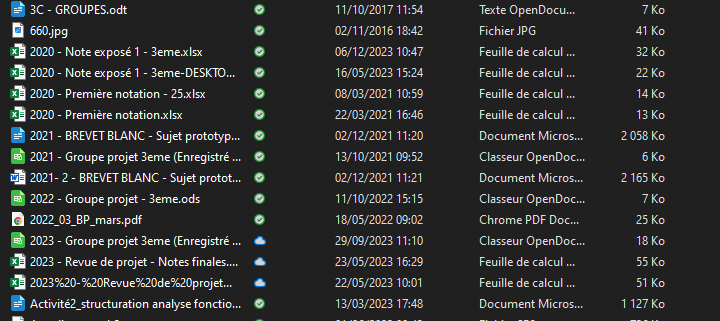 3C - GROUPES.odt 11/10/2017 11:54 Texte OpenDocu... 7 Ko
660.jpg 02/11/2016 18:42 Fichier JPG 41 Ko
2020 - Note exposé 1 - 3eme.xlsx 06/12/2023 10:47 Feuille de calcul ... 32 Ko
2020 - Note exposé 1 - 3eme-DESKTO... 16/05/2023 15:24 Feuille de calcul ... 22 Ko
2020 - Première notation - 25.xlsx 08/03/2021 10:59 Feuille de calcul ... 14 Ko
2020 - Première notation.xlsx 22/03/2021 16:46 Feuille de calcul ... 13 Ko
2021 - BREVET BLANC - Sujet prototyp... 02/12/2021 11:20 Document Micros... 2 058 Ko
2021 - Groupe projet 3eme (Enregistré ... 13/10/2021 09:52 Classeur OpenDoc... 6 Ko
2021- 2 - BREVET BLANC - Sujet protot... 02/12/2021 11:21 Document Micros... 2 165 Ko
2022 - Groupe projet - 3eme.ods 11/10/2022 15:15 Classeur OpenDoc... 7 Ko
2022_03_BP_mars.pdf 18/05/2022 09:02 Chrome PDF Doc... 25 Ko
2023 - Groupe projet 3eme (Enregistré ... 29/09/2023 11:10 Classeur OpenDoc... 18 Ko
2023 - Revue de projet - Notes finales.... 23/05/2023 16:29 Feuille de calcul ... 55 Ko
2023%20-%20Revue%20de%20projet... 22/05/2023 10:01 Feuille de calcul ... 51 Ko
Activité2_structuration analyse fonctio... 13/03/2023 17:48 Document Micros... 1 127 Ko